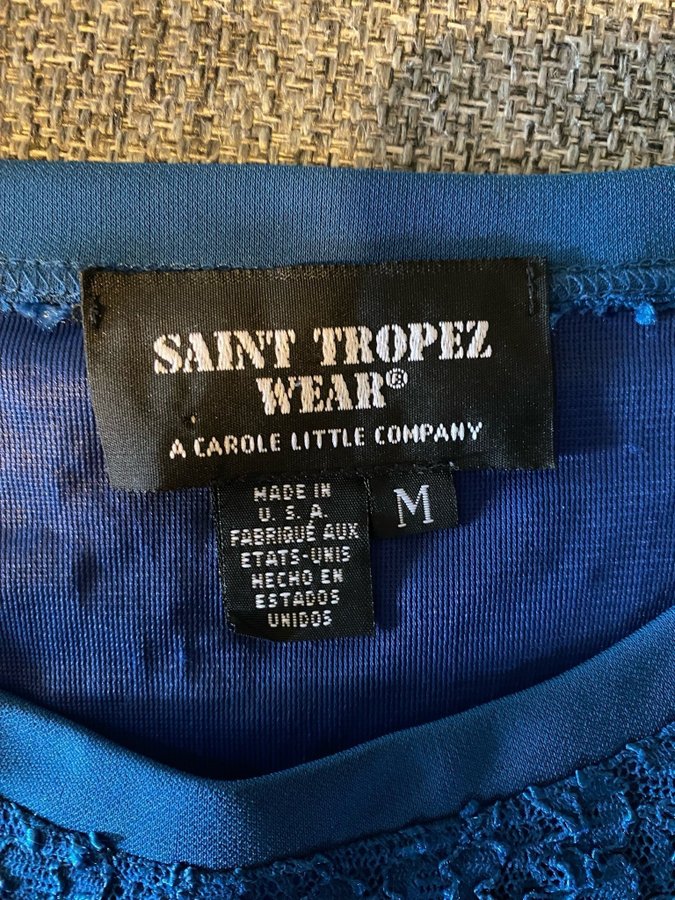 SAINT TROPEZ
WEAR®
A CAROLE LITTLE COMPANY
MADE IN
U. S. A.
FABRIQUÉ AUX
ETATS-UNIS
HECHO EN
ESTADOS
UNIDOS
M